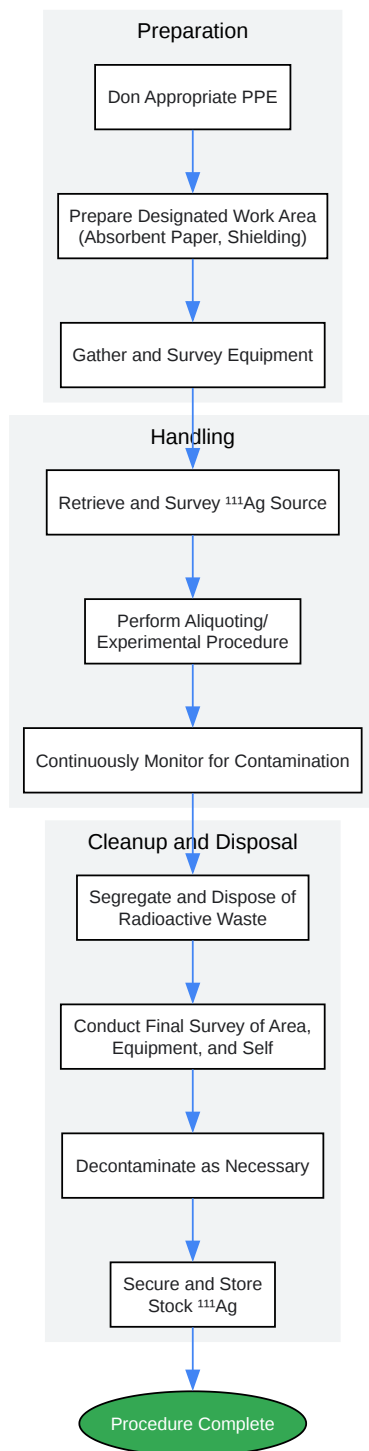 Preparation
Don Appropriate PPE
Prepare Designated Work Area
(Absorbent Paper, Shielding)
Gather and Survey Equipment
Handling
Retrieve and Survey ¹¹¹Ag Source
Perform Aliquoting/
Experimental Procedure
Continuously Monitor for Contamination
Cleanup and Disposal
Segregate and Dispose of
Radioactive Waste
Conduct Final Survey of Area,
Equipment, and Self
Decontaminate as Necessary
Secure and Store
Stock ¹¹¹Ag
Procedure Complete